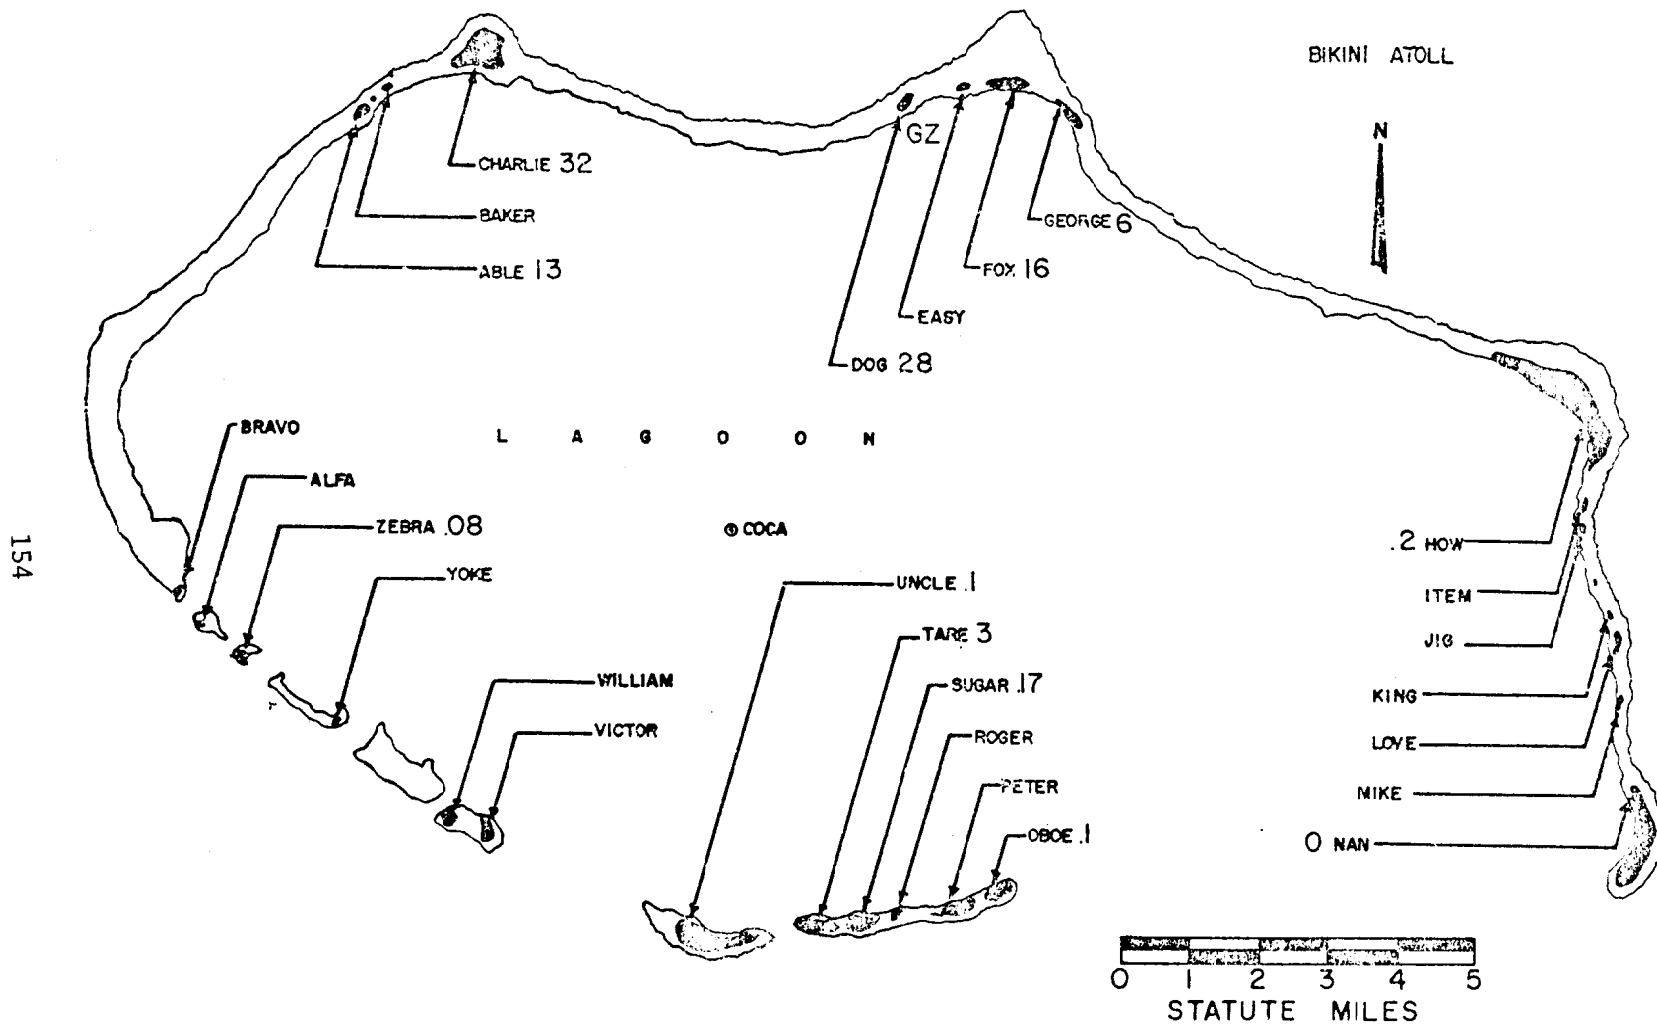 BIKINI ATOLL
N
GZ
CHARLIE 32
BAKER
ABLE 13
GEORGE 6
FOX 16
EASY
DOG 28
L A G O O N
BRAVO
ALFA
ZEBRA .08
YOKE
COCA
UNCLE .1
TARE 3
SUGAR .17
ROGER
PETER
OBOE .1
WILLIAM
VICTOR
.2 HOW
ITEM
JIG
KING
LOVE
MIKE
0 NAN
0 1 2 3 4 5
STATUTE MILES
154